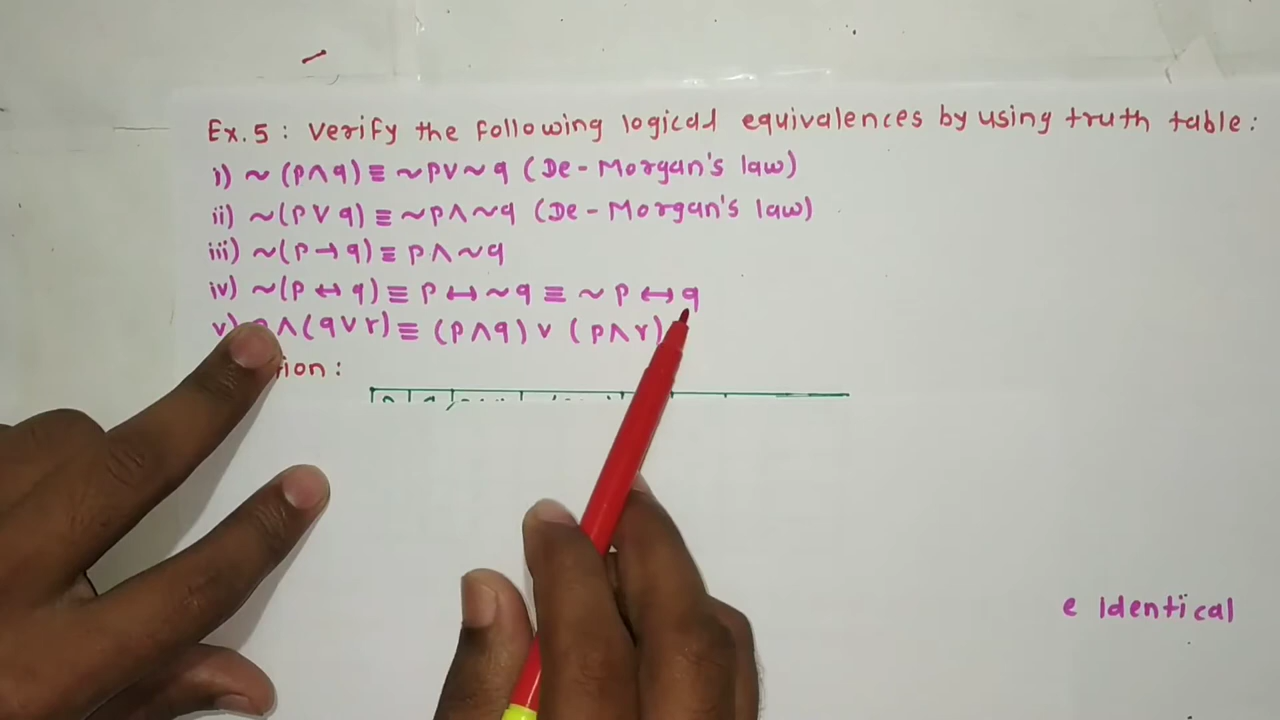 Ex. 5 : Verify the following logical equivalences by using truth table :
i) ~ (p∧q) ≡ ~p∨~q (De-Morgan's law)
ii) ~(p∨q) ≡ ~p∧~q (De-Morgan's law)
iii) ~(p→q) ≡ p∧~q
iv) ~(p↔q) ≡ p↔~q ≡ ~p↔q
v) ∧(q∨r) ≡ (p∧q) ∨ (p∧r)
tion :
e Identical